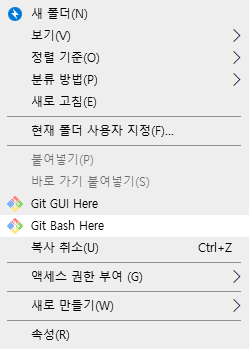 새 폴더(N)
보기(V)
정렬 기준(O)
분류 방법(P)
새로 고침(E)
현재 폴더 사용자 지정(F)...
붙여넣기(P)
바로 가기 붙여넣기(S)
Git GUI Here
Git Bash Here
복사 취소(U) Ctrl+Z
액세스 권한 부여 (G)
새로 만들기(W)
속성(R)